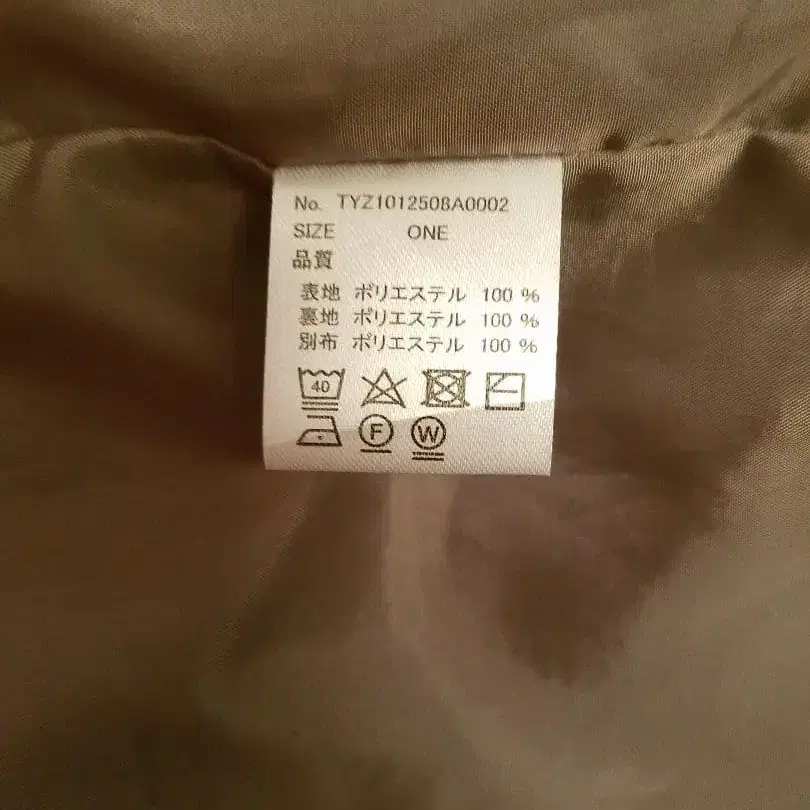 No. TYZ1012508A0002
SIZE ONE
品質
表地 ポリエステル 100 %
裏地 ポリエステル 100 %
別布 ポリエステル 100 %
40
F W